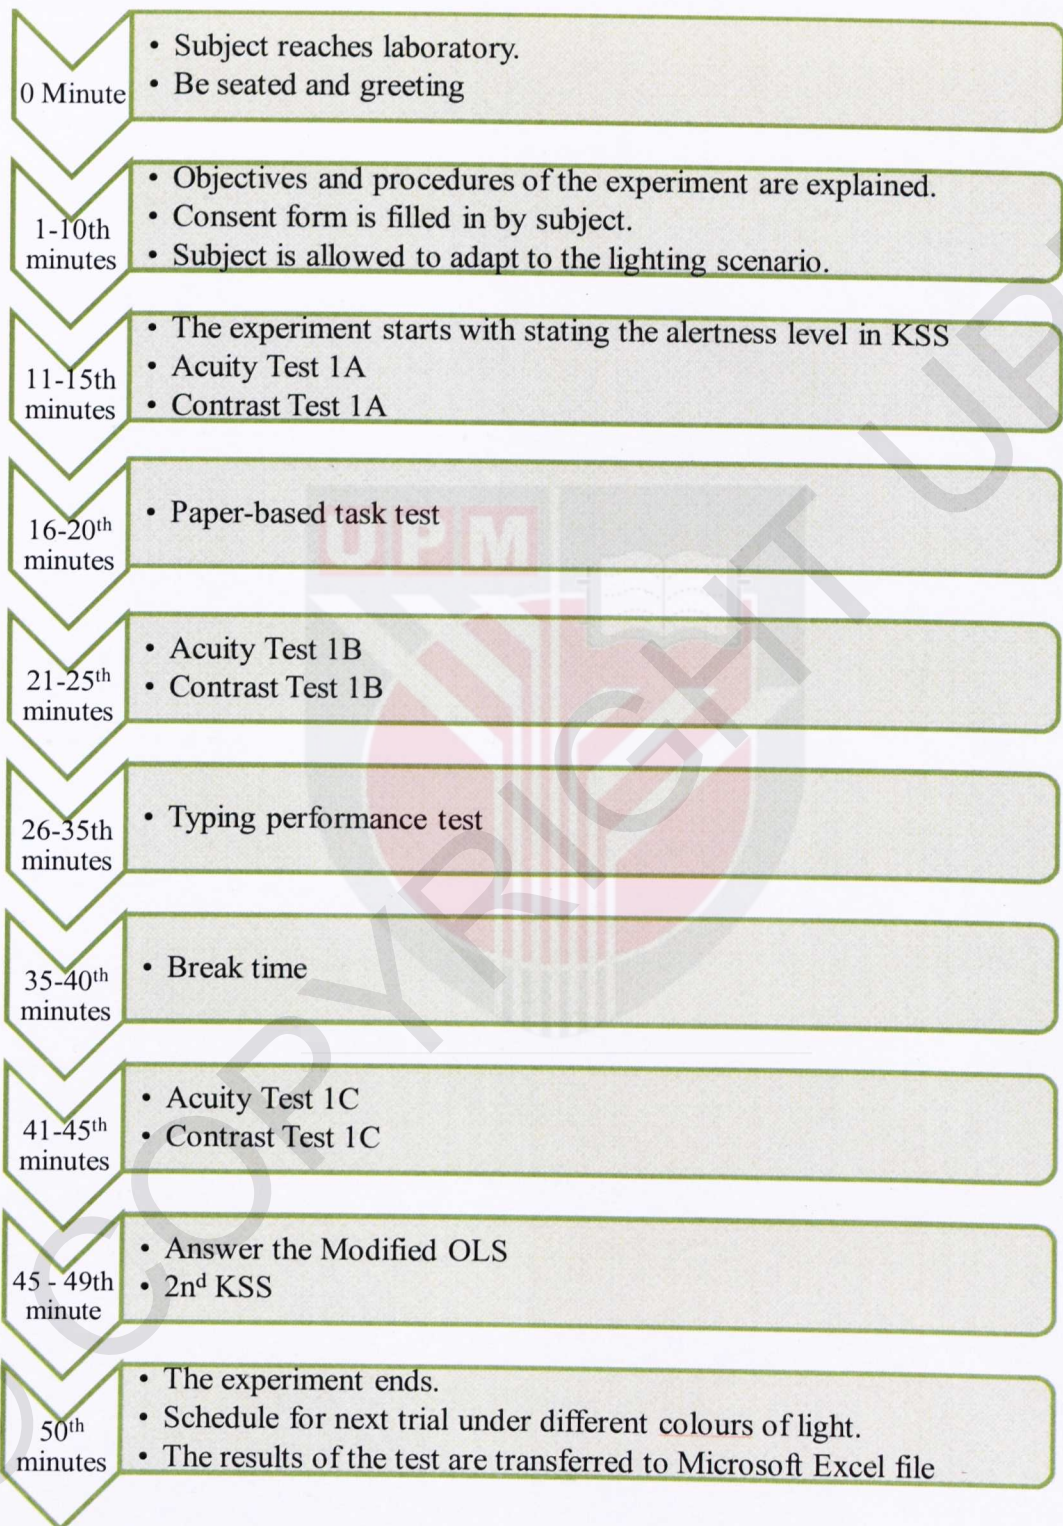 0 Minute
• Subject reaches laboratory.
• Be seated and greeting
1-10th
minutes
• Objectives and procedures of the experiment are explained.
• Consent form is filled in by subject.
• Subject is allowed to adapt to the lighting scenario.
11-15th
minutes
• The experiment starts with stating the alertness level in KSS
• Acuity Test 1A
• Contrast Test 1A
16-20th
minutes
• Paper-based task test
21-25th
minutes
• Acuity Test 1B
• Contrast Test 1B
26-35th
minutes
• Typing performance test
35-40th
minutes
• Break time
41-45th
minutes
• Acuity Test 1C
• Contrast Test 1C
45 - 49th
minute
• Answer the Modified OLS
• 2nd KSS
50th
minutes
• The experiment ends.
• Schedule for next trial under different colours of light.
• The results of the test are transferred to Microsoft Excel file
UPM
COPYRIGHT UP